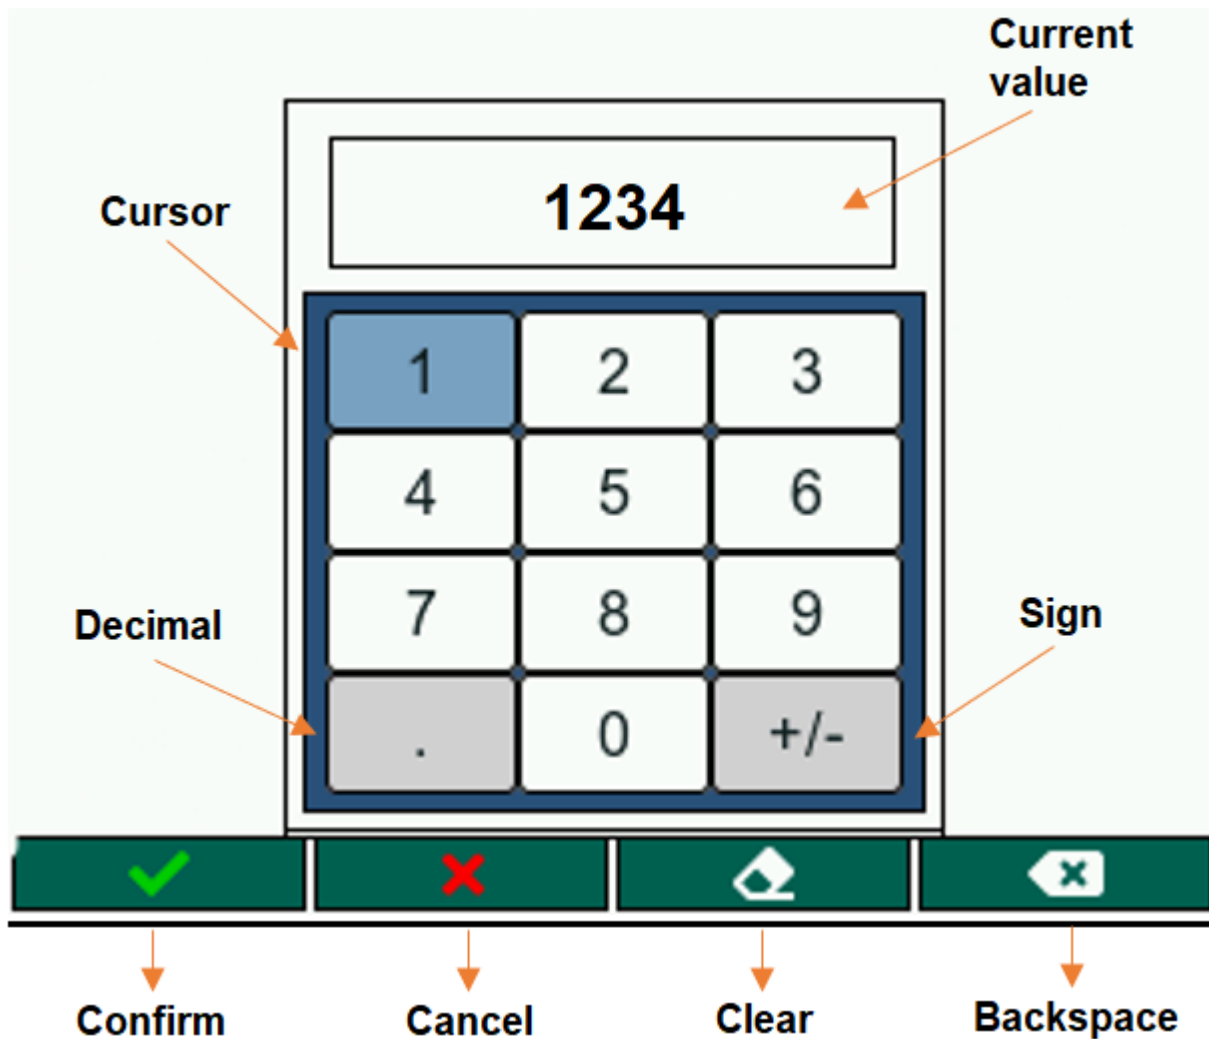 Current
value
1234
Cursor
1 2 3
4 5 6
7 8 9
Decimal
Sign
. 0 +/-
Confirm Cancel Clear Backspace